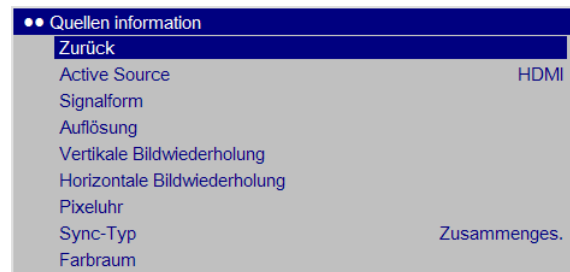 Quellen information
Zurück
Active Source HDMI
Signalform
Auflösung
Vertikale Bildwiederholung
Horizontale Bildwiederholung
Pixeluhr
Sync-Typ Zusammenges.
Farbraum